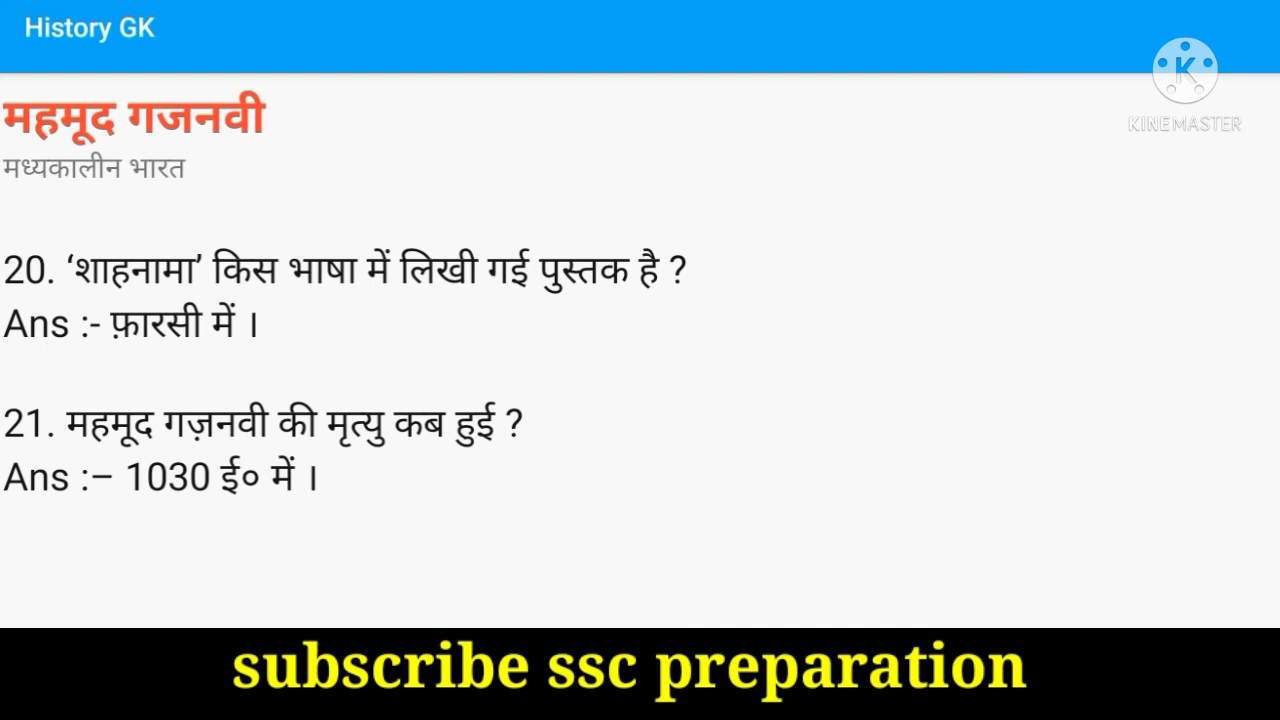 History GK
KINEMASTER
महमूद गजनवी
मध्यकालीन भारत
20. ‘शाहनामा’ किस भाषा में लिखी गई पुस्तक है ?
Ans :- फ़ारसी में ।
21. महमूद गज़नवी की मृत्यु कब हुई ?
Ans :– 1030 ई० में ।
subscribe ssc preparation